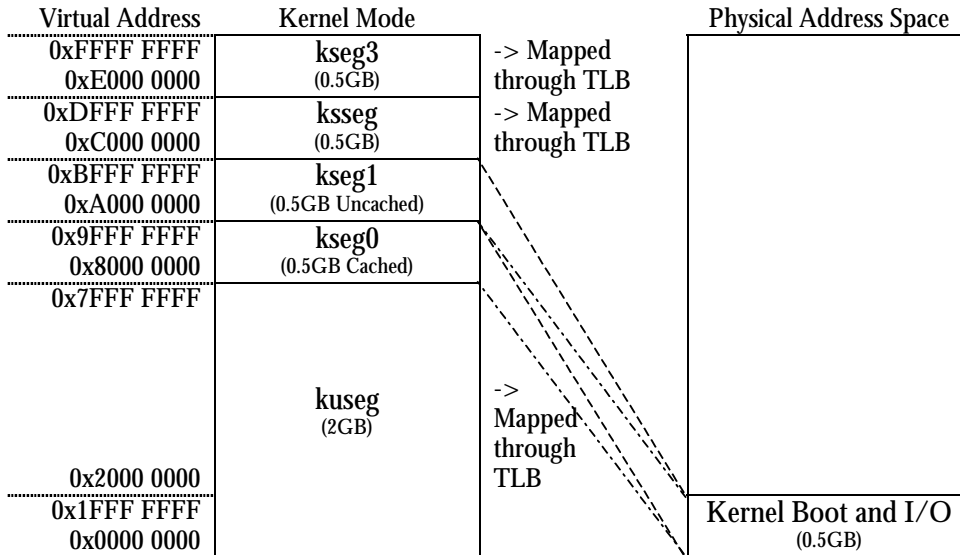 Virtual Address Kernel Mode Physical Address Space
0xFFFF FFFF kseg3 -> Mapped
0xE000 0000 (0.5GB) through TLB
0xDFFF FFFF ksseg -> Mapped
0xC000 0000 (0.5GB) through TLB
0xBFFF FFFF kseg1
0xA000 0000 (0.5GB Uncached)
0x9FFF FFFF kseg0
0x8000 0000 (0.5GB Cached)
0x7FFF FFFF
kuseg ->
(2GB) Mapped
through
0x2000 0000 TLB
0x1FFF FFFF Kernel Boot and I/O
0x0000 0000 (0.5GB)